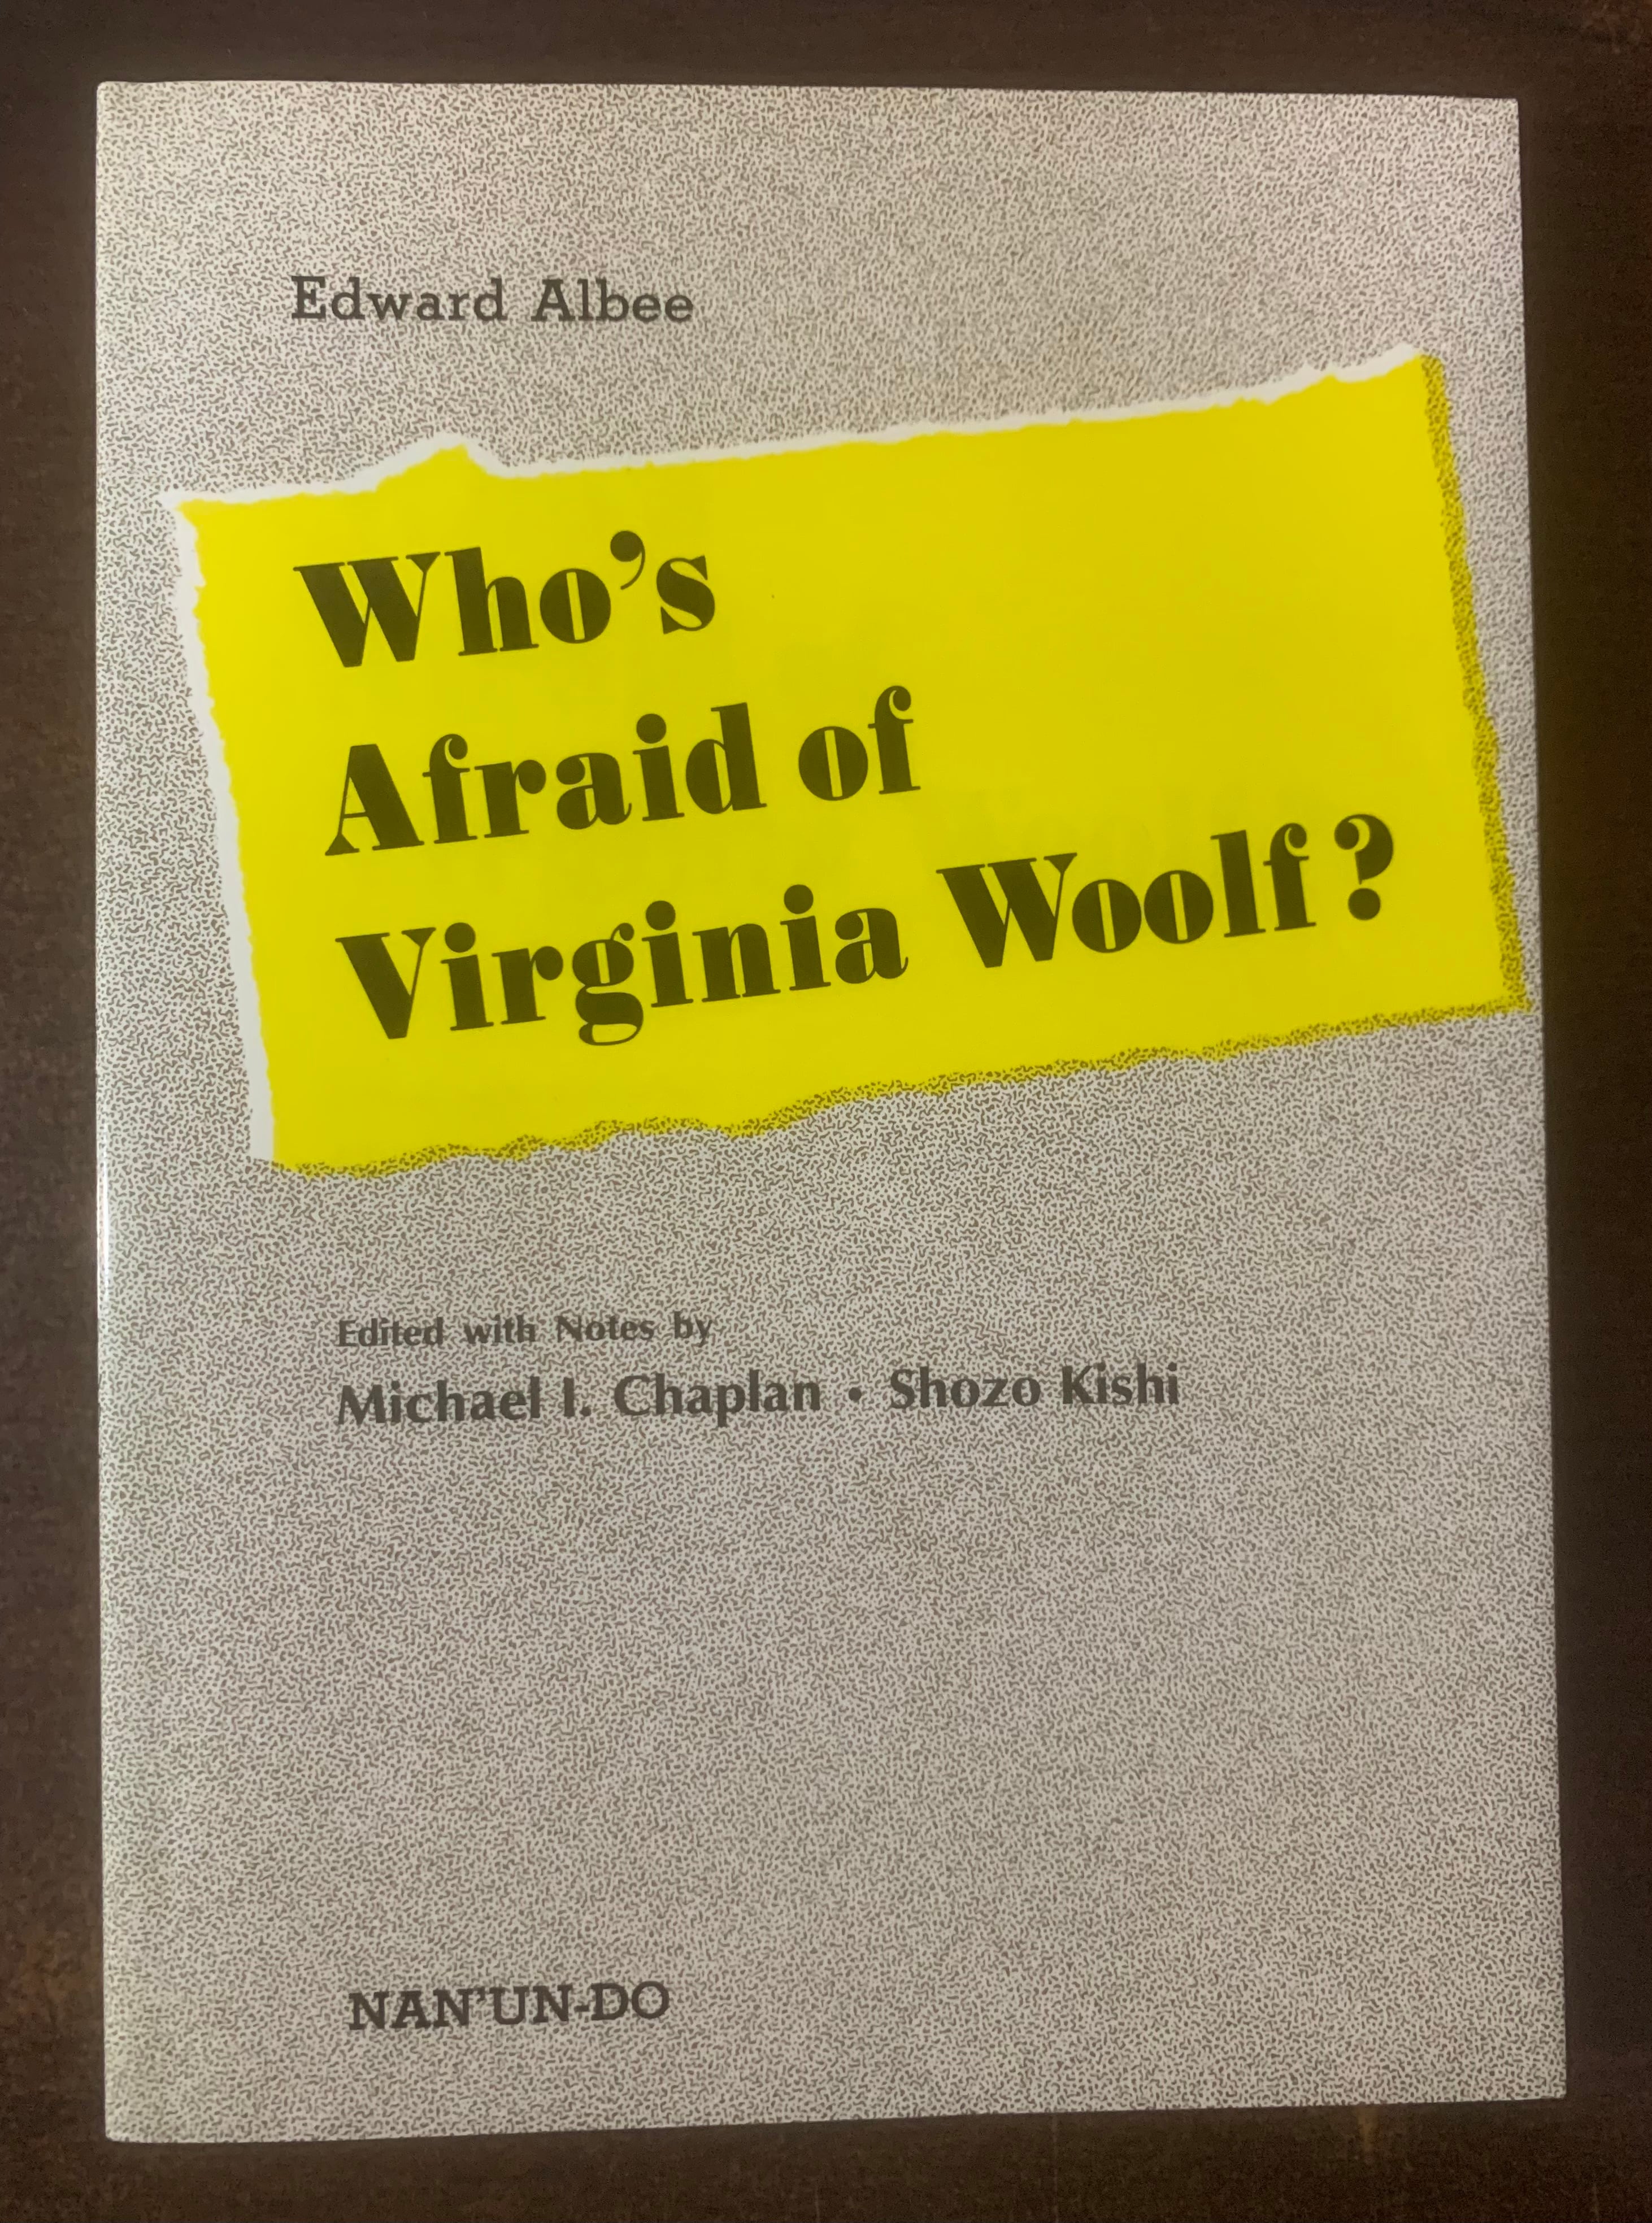 Edward Albee
Who's
Afraid of
Virginia Woolf?
Edited with Notes by
Michael I. Chaplan・Shozo Kishi
NAN'UN-DO